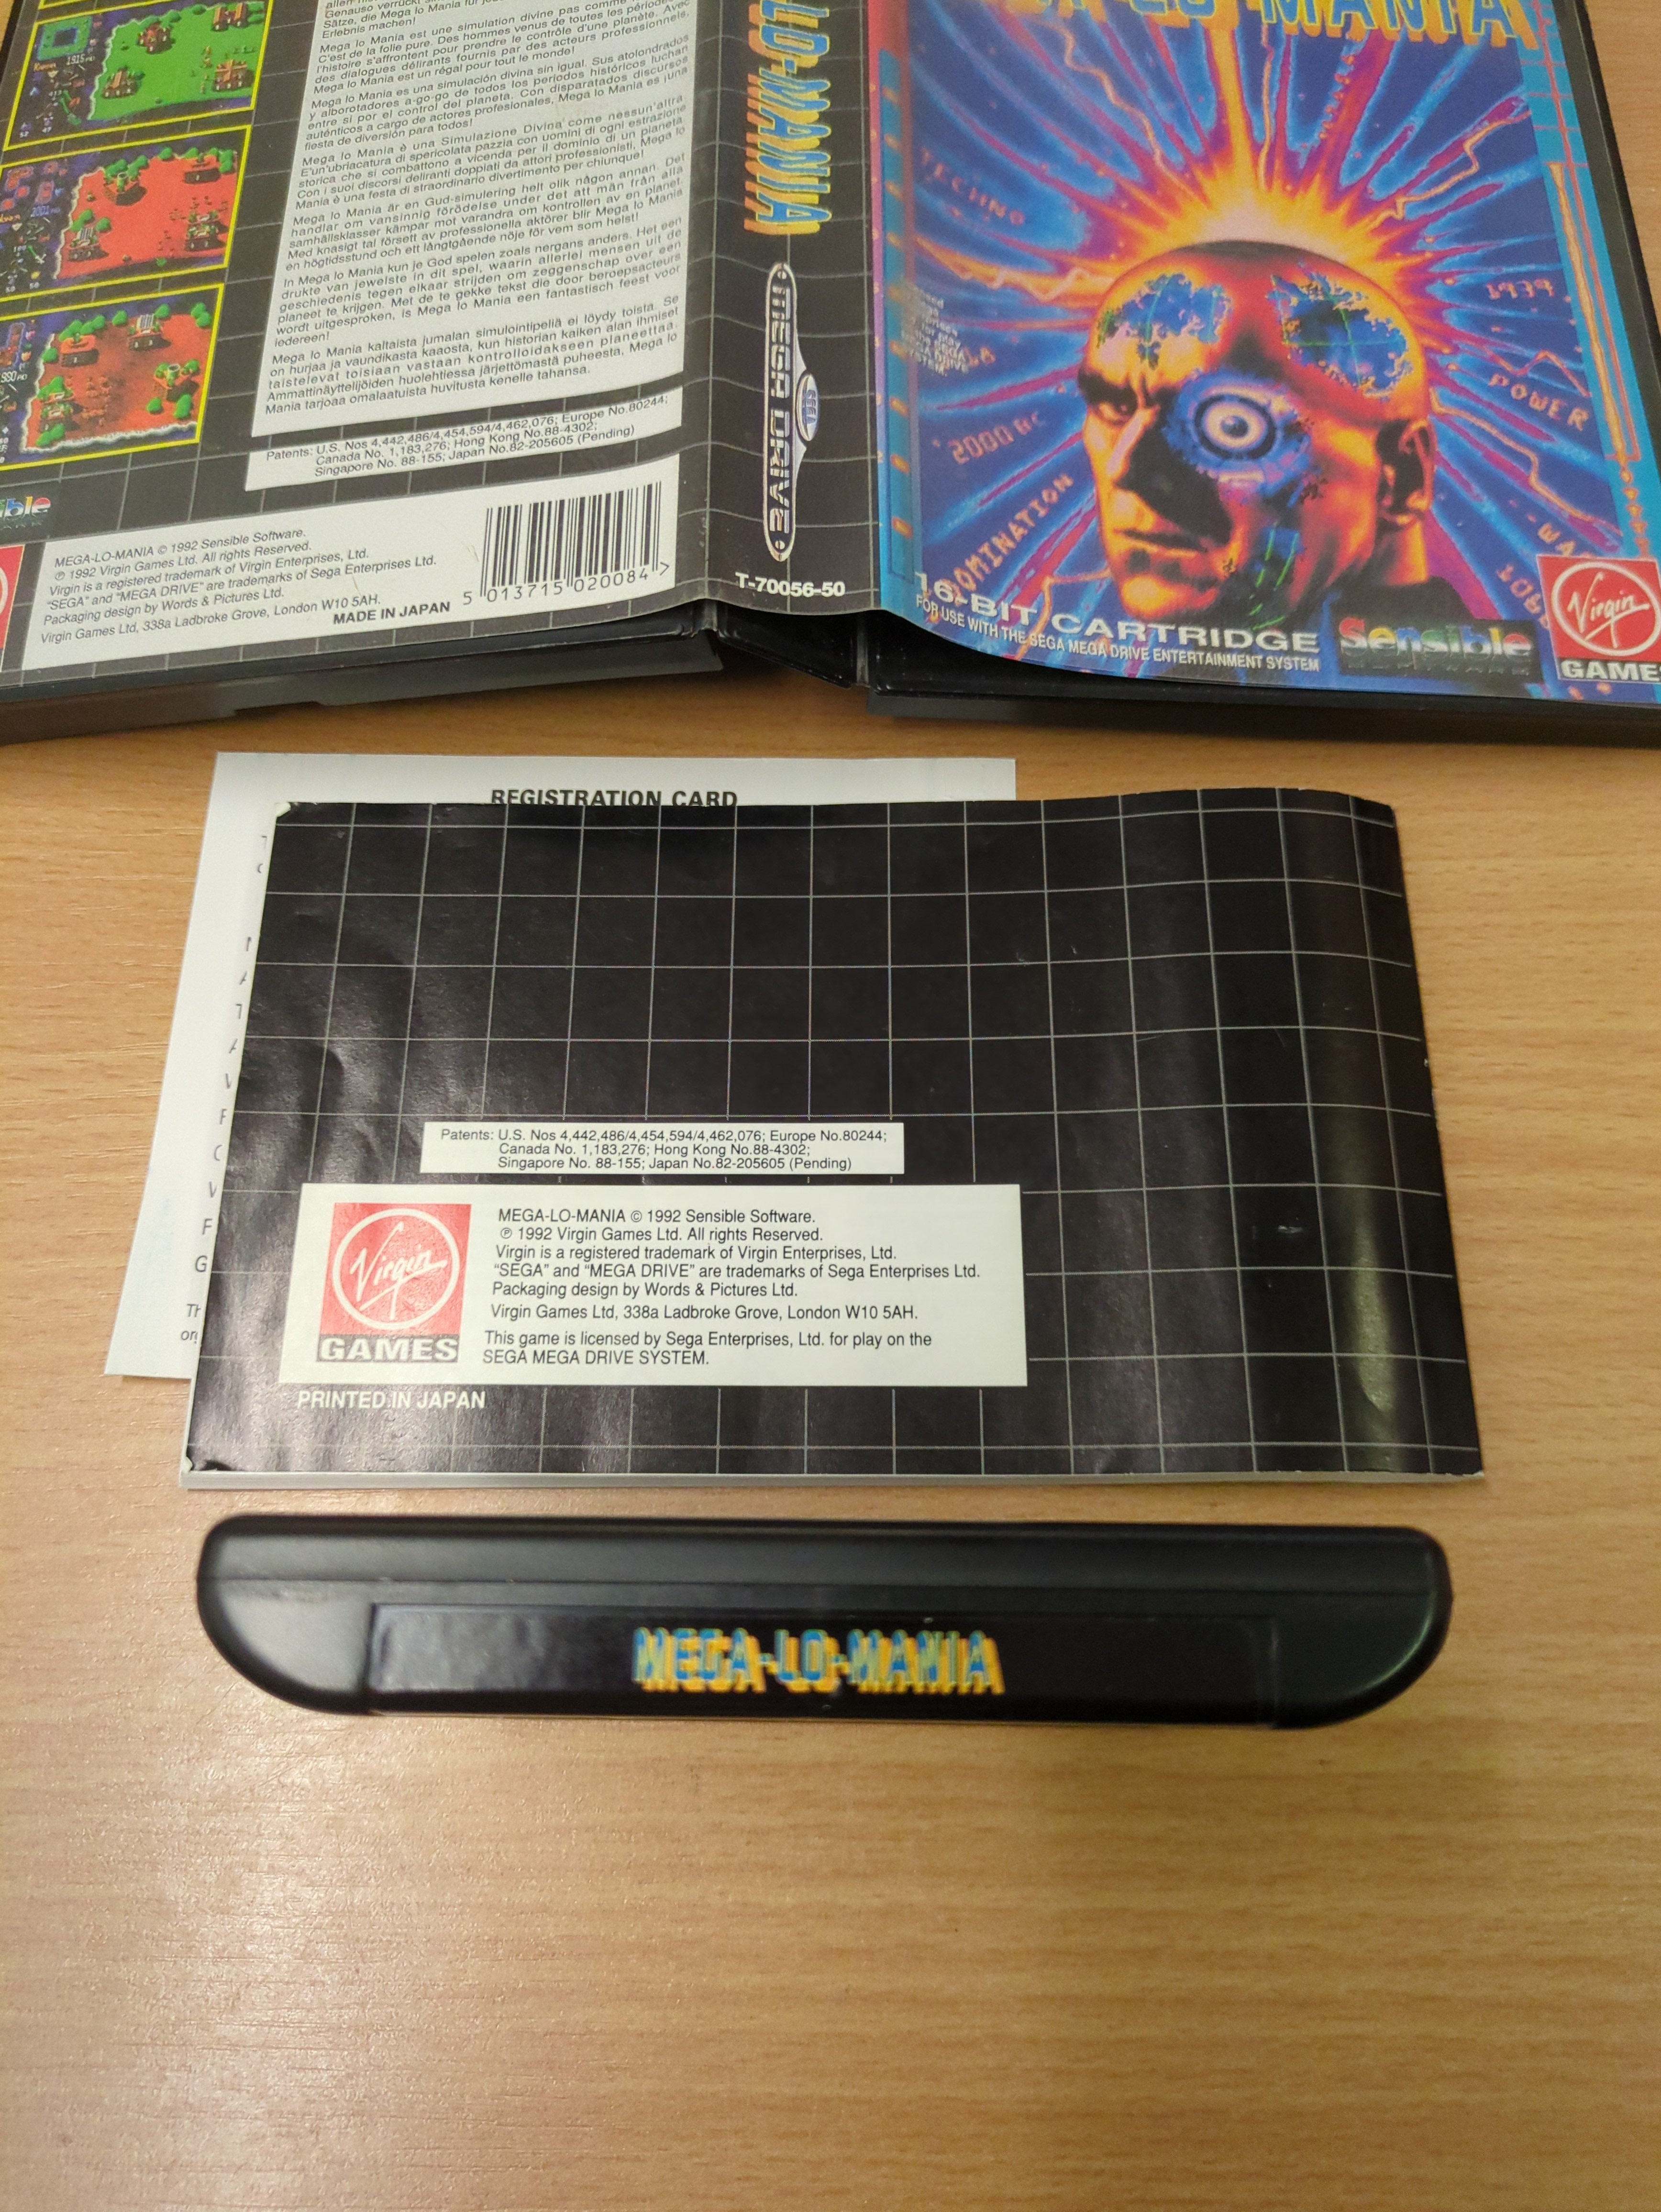 Genauso verrückt s
Sätze, die Mega lo Mania für
Erlebnis machen!
Mega lo Mania est une simulation divine pas comme
C'est de la folie pure. Des hommes venus de toutes les périodes
l'histoire s'affrontent pour prendre le contrôle d'une planète. Avec
des dialogues délirants fournis par des acteurs professionnels,
Mega lo Mania est un régal pour tout le monde!
Mega lo Mania es una simulación divina sin igual. Sus atolondrados
y alborotadores a-go-go de todos los períodos históricos luchan
entre si por el control del planeta. Con disparatados discursos
auténticos a cargo de actores profesionales, Mega lo Mania es ¡una
fiesta de diversión para todos!
Mega lo Mania è una Simulazione Divina come nessun'altra.
E'un'ubriacatura di spericolata pazzia con uomini di ogni estrazione
storica che si combattono a vicenda per il dominio di un pianeta.
Con i suoi discorsi deliranti doppiati da attori professionisti, Mega lo
Mania è una festa di straordinario divertimento per chiunque!
Mega lo Mania är en Gud-simulering helt olik någon annan. Det
handlar om vansinnig förödelse under det att män från alla
samhällsklasser kämpar mot varandra om kontrollen av en planet.
Med knasigt tal försett av professionella aktörer blir Mega lo Mania
en högtidsstund och ett långtgående nöje för vem som helst!
In Mega lo Mania kun je God spelen zoals nergans anders. Het een
drukte van jewelste in dit spel, waarin allerlei mensen uit de
geschiedenis tegen elkaar strijden om zeggenschap over een
planeet te krijgen. Met de te gekke tekst die door beroepsacteurs
wordt uitgesproken, is Mega lo Mania een fantastisch feest voor
iedereen!
Mega lo Mania kaltaista jumalan simulointipeliä ei löydy toista. Se
on hurjaa ja vaundikasta kaaosta, kun historian kaiken alan ihmiset
taistelevat toisiaan vastaan kontrolloidakseen planeettaa.
Ammattinäyttelijöiden huolehtiessa järjettömästä puheesta, Mega lo
Mania tarjoaa omalaatuista huvitusta kenelle tahansa.
Patents: U.S. Nos 4,442,486/4,454,594/4,462,076; Europe No.80244;
Canada No. 1,183,276; Hong Kong No.88-4302;
Singapore No. 88-155; Japan No.82-205605 (Pending)
MEGA-LO-MANIA © 1992 Sensible Software.
℗ 1992 Virgin Games Ltd. All rights Reserved.
Virgin is a registered trademark of Virgin Enterprises, Ltd.
"SEGA" and "MEGA DRIVE" are trademarks of Sega Enterprises Ltd.
Packaging design by Words & Pictures Ltd.
Virgin Games Ltd, 338a Ladbroke Grove, London W10 5AH.
MADE IN JAPAN
5 013715 020084 >
LO-MANIA
MEGA DRIVE
SEGA
T-70056-50
LO-MANIA
TECHNO
1939
POWER
2000 BC
DOMINATION
16-BIT CARTRIDGE
FOR USE WITH THE SEGA MEGA DRIVE ENTERTAINMENT SYSTEM
Sensible
Virgin
GAMES
REGISTRATION CARD
Patents: U.S. Nos 4,442,486/4,454,594/4,462,076; Europe No.80244;
Canada No. 1,183,276; Hong Kong No.88-4302;
Singapore No. 88-155; Japan No.82-205605 (Pending)
Virgin
GAMES
MEGA-LO-MANIA © 1992 Sensible Software.
℗ 1992 Virgin Games Ltd. All rights Reserved.
Virgin is a registered trademark of Virgin Enterprises, Ltd.
"SEGA" and "MEGA DRIVE" are trademarks of Sega Enterprises Ltd.
Packaging design by Words & Pictures Ltd.
Virgin Games Ltd, 338a Ladbroke Grove, London W10 5AH.
This game is licensed by Sega Enterprises, Ltd. for play on the
SEGA MEGA DRIVE SYSTEM.
PRINTED IN JAPAN
MEGA-LO-MANIA